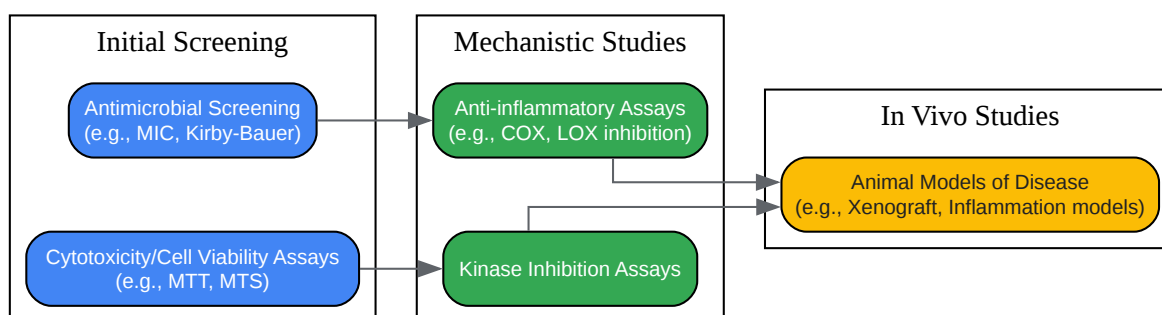 Initial Screening
Antimicrobial Screening
(e.g., MIC, Kirby-Bauer)
Cytotoxicity/Cell Viability Assays
(e.g., MTT, MTS)
Mechanistic Studies
Anti-inflammatory Assays
(e.g., COX, LOX inhibition)
Kinase Inhibition Assays
In Vivo Studies
Animal Models of Disease
(e.g., Xenograft, Inflammation models)